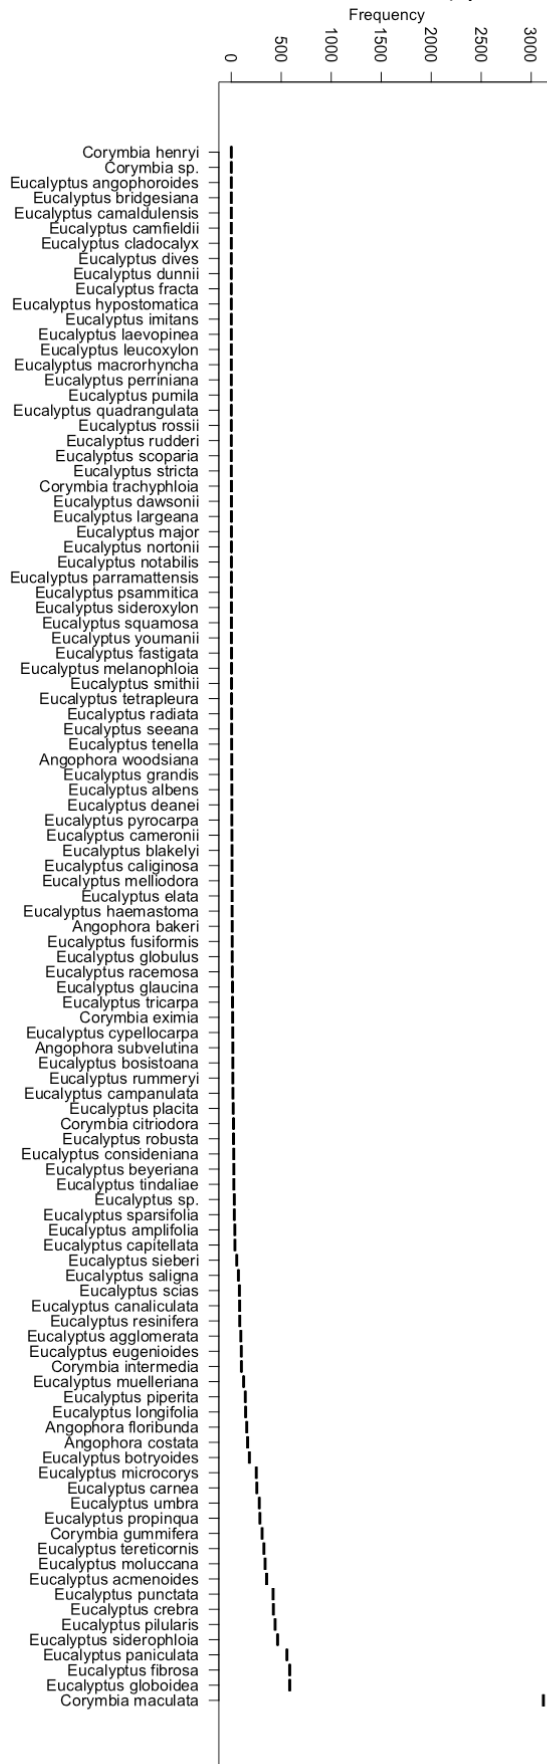 Frequency
0 500 1000 1500 2000 2500 3000
Corymbia henryi
Corymbia sp.
Eucalyptus angophoroides
Eucalyptus bridgesiana
Eucalyptus camaldulensis
Eucalyptus camfieldii
Eucalyptus cladocalyx
Eucalyptus dives
Eucalyptus dunnii
Eucalyptus fracta
Eucalyptus hypostomatica
Eucalyptus imitans
Eucalyptus laevopinea
Eucalyptus leucoxylon
Eucalyptus macrorhyncha
Eucalyptus perriniana
Eucalyptus pumila
Eucalyptus quadrangulata
Eucalyptus rossii
Eucalyptus rudderi
Eucalyptus scoparia
Eucalyptus stricta
Corymbia trachyphloia
Eucalyptus dawsonii
Eucalyptus largeana
Eucalyptus major
Eucalyptus nortonii
Eucalyptus notabilis
Eucalyptus parramattensis
Eucalyptus psammitica
Eucalyptus sideroxylon
Eucalyptus squamosa
Eucalyptus youmanii
Eucalyptus fastigata
Eucalyptus melanophloia
Eucalyptus smithii
Eucalyptus tetrapleura
Eucalyptus radiata
Eucalyptus seeana
Eucalyptus tenella
Angophora woodsiana
Eucalyptus grandis
Eucalyptus albens
Eucalyptus deanei
Eucalyptus pyrocarpa
Eucalyptus cameronii
Eucalyptus blakelyi
Eucalyptus caliginosa
Eucalyptus melliodora
Eucalyptus elata
Eucalyptus haemastoma
Angophora bakeri
Eucalyptus fusiformis
Eucalyptus globulus
Eucalyptus racemosa
Eucalyptus glaucina
Eucalyptus tricarpa
Corymbia eximia
Eucalyptus cypellocarpa
Angophora subvelutina
Eucalyptus bosistoana
Eucalyptus rummeryi
Eucalyptus campanulata
Eucalyptus placita
Corymbia citriodora
Eucalyptus robusta
Eucalyptus consideniana
Eucalyptus beyeriana
Eucalyptus tindaliae
Eucalyptus sp.
Eucalyptus sparsifolia
Eucalyptus amplifolia
Eucalyptus capitellata
Eucalyptus sieberi
Eucalyptus saligna
Eucalyptus scias
Eucalyptus canaliculata
Eucalyptus resinifera
Eucalyptus agglomerata
Eucalyptus eugenioides
Corymbia intermedia
Eucalyptus muelleriana
Eucalyptus piperita
Eucalyptus longifolia
Angophora floribunda
Angophora costata
Eucalyptus botryoides
Eucalyptus microcorys
Eucalyptus carnea
Eucalyptus umbra
Eucalyptus propinqua
Corymbia gummifera
Eucalyptus tereticornis
Eucalyptus moluccana
Eucalyptus acmenoides
Eucalyptus punctata
Eucalyptus crebra
Eucalyptus pilularis
Eucalyptus siderophloia
Eucalyptus paniculata
Eucalyptus fibrosa
Eucalyptus globoidea
Corymbia maculata